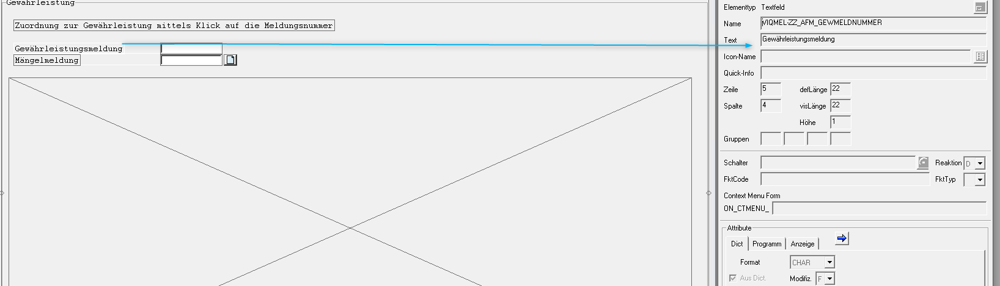 Gewährleistung
Zuordnung zur Gewährleistung mittels Klick auf die Meldungsnummer
Gewährleistungsmeldung
Mängelmeldung
Elementtyp Textfeld
Name VIQMEL-ZZ_AFM_GEWMELDNUMMER
Text Gewährleistungsmeldung
Icon-Name
Quick-Info
Zeile 5 defLänge 22
Spalte 4 visLänge 22
Höhe 1
Gruppen
Schalter Reaktion D
FktCode FktTyp
Context Menu Form
ON_CTMENU_
Attribute
Dict Programm Anzeige
Format CHAR
Aus Dict. Modifiz. F